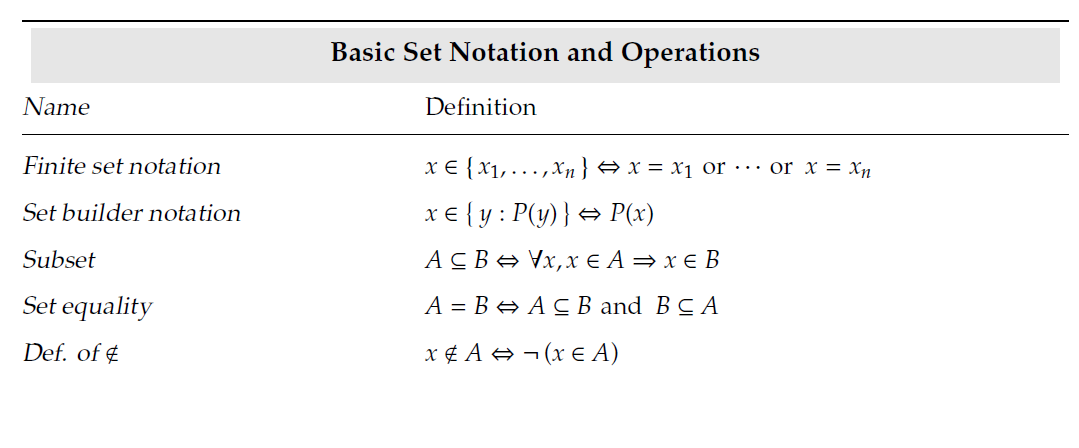 Basic Set Notation and Operations
Name Definition
Finite set notation x ∈ { x₁, . . . , xₙ } ⇔ x = x₁ or ⋯ or x = xₙ
Set builder notation x ∈ { y : P(y) } ⇔ P(x)
Subset A ⊆ B ⇔ ∀x, x ∈ A ⇒ x ∈ B
Set equality A = B ⇔ A ⊆ B and B ⊆ A
Def. of ∉ x ∉ A ⇔ ¬ (x ∈ A)